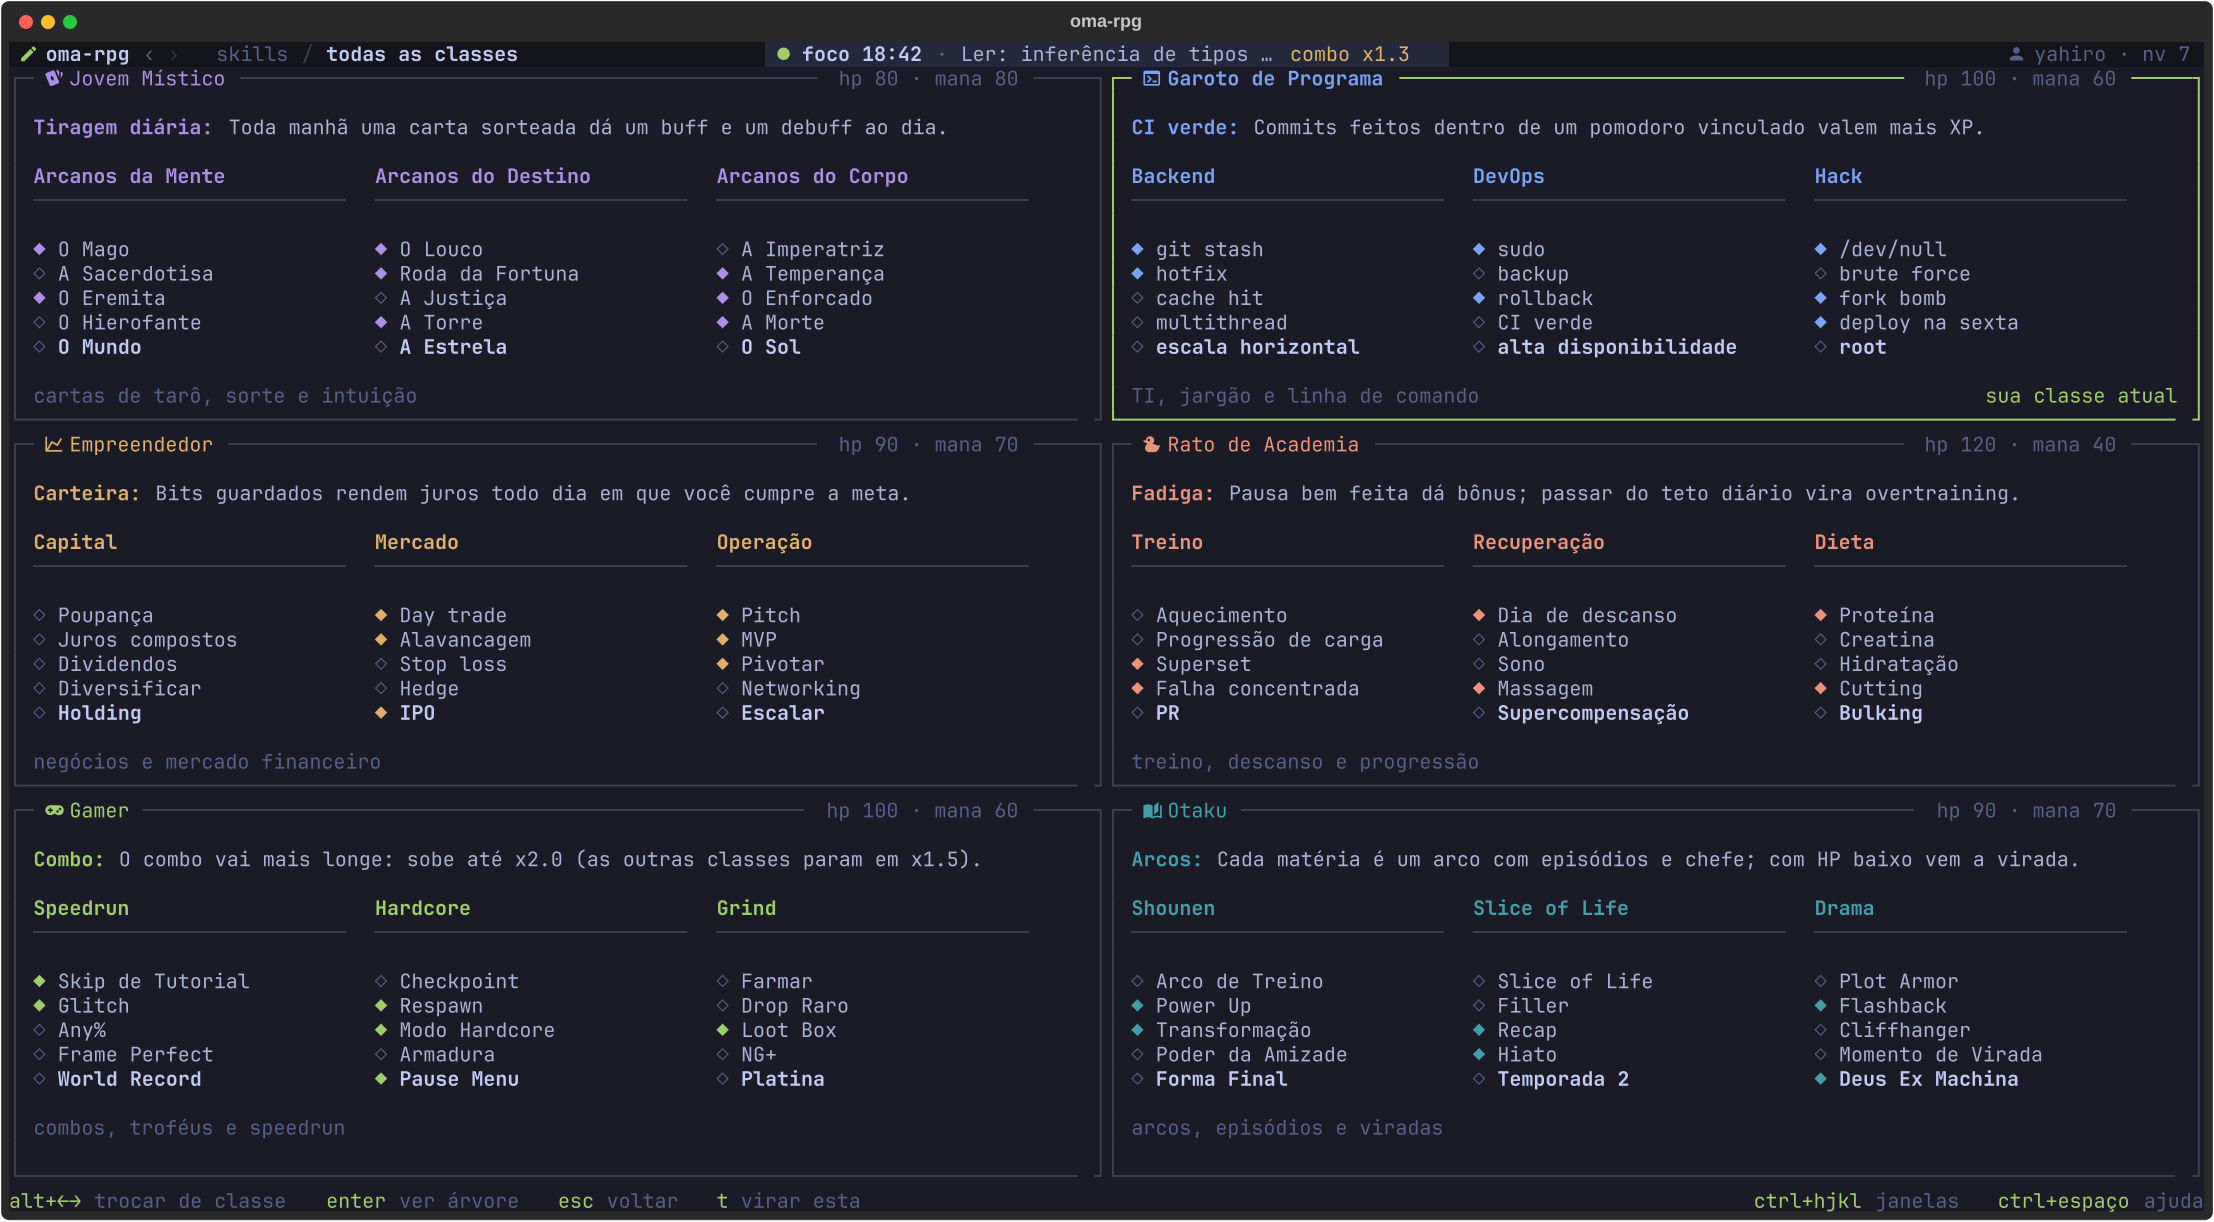 oma-rpg
oma-rpg ‹ › skills / todas as classes
foco 18:42 · Ler: inferência de tipos … combo x1.3
yahiro · nv 7
Jovem Místico hp 80 · mana 80
Tiragem diária: Toda manhã uma carta sorteada dá um buff e um debuff ao dia.
Arcanos da Mente Arcanos do Destino Arcanos do Corpo
◆ O Mago ◆ O Louco ◇ A Imperatriz
◇ A Sacerdotisa ◆ Roda da Fortuna ◆ A Temperança
◆ O Eremita ◇ A Justiça ◆ O Enforcado
◇ O Hierofante ◆ A Torre ◆ A Morte
◇ O Mundo ◇ A Estrela ◇ O Sol
cartas de tarô, sorte e intuição
Garoto de Programa hp 100 · mana 60
CI verde: Commits feitos dentro de um pomodoro vinculado valem mais XP.
Backend DevOps Hack
◆ git stash ◆ sudo ◆ /dev/null
◆ hotfix ◇ backup ◇ brute force
◇ cache hit ◆ rollback ◆ fork bomb
◇ multithread ◇ CI verde ◆ deploy na sexta
◇ escala horizontal ◇ alta disponibilidade ◇ root
TI, jargão e linha de comando sua classe atual
Empreendedor hp 90 · mana 70
Carteira: Bits guardados rendem juros todo dia em que você cumpre a meta.
Capital Mercado Operação
◇ Poupança ◆ Day trade ◆ Pitch
◇ Juros compostos ◆ Alavancagem ◆ MVP
◇ Dividendos ◇ Stop loss ◆ Pivotar
◇ Diversificar ◇ Hedge ◇ Networking
◇ Holding ◆ IPO ◇ Escalar
negócios e mercado financeiro
Rato de Academia hp 120 · mana 40
Fadiga: Pausa bem feita dá bônus; passar do teto diário vira overtraining.
Treino Recuperação Dieta
◇ Aquecimento ◆ Dia de descanso ◆ Proteína
◇ Progressão de carga ◇ Alongamento ◇ Creatina
◆ Superset ◇ Sono ◇ Hidratação
◆ Falha concentrada ◆ Massagem ◆ Cutting
◇ PR ◇ Supercompensação ◇ Bulking
treino, descanso e progressão
Gamer hp 100 · mana 60
Combo: O combo vai mais longe: sobe até x2.0 (as outras classes param em x1.5).
Speedrun Hardcore Grind
◆ Skip de Tutorial ◇ Checkpoint ◇ Farmar
◆ Glitch ◆ Respawn ◇ Drop Raro
◇ Any% ◆ Modo Hardcore ◆ Loot Box
◇ Frame Perfect ◇ Armadura ◇ NG+
◇ World Record ◆ Pause Menu ◇ Platina
combos, troféus e speedrun
Otaku hp 90 · mana 70
Arcos: Cada matéria é um arco com episódios e chefe; com HP baixo vem a virada.
Shounen Slice of Life Drama
◇ Arco de Treino ◇ Slice of Life ◇ Plot Armor
◆ Power Up ◇ Filler ◆ Flashback
◆ Transformação ◆ Recap ◇ Cliffhanger
◇ Poder da Amizade ◆ Hiato ◇ Momento de Virada
◇ Forma Final ◇ Temporada 2 ◆ Deus Ex Machina
arcos, episódios e viradas
alt+←→ trocar de classe enter ver árvore esc voltar t virar esta ctrl+hjkl janelas ctrl+espaço ajuda